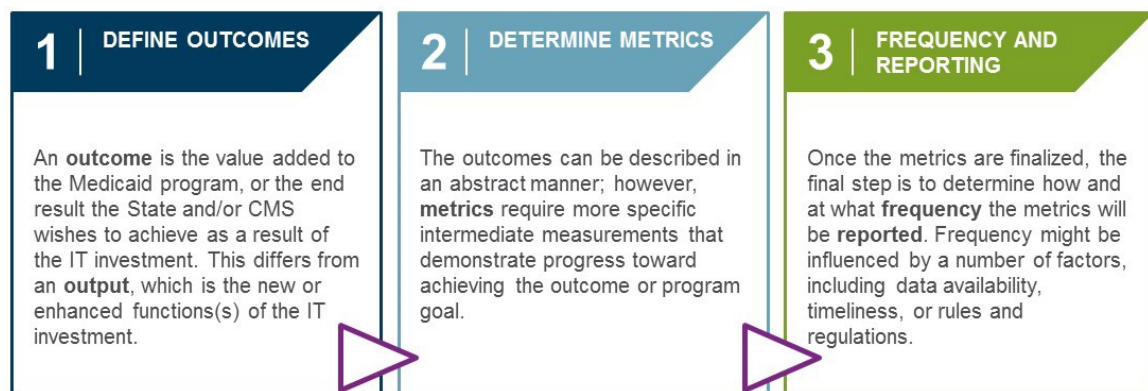 1
DEFINE OUTCOMES
An outcome is the value added to
the Medicaid program, or the end
result the State and/or CMS
wishes to achieve as a result of
the IT investment. This differs from
an output, which is the new or
enhanced functions(s) of the IT
investment.
2
DETERMINE METRICS
The outcomes can be described in
an abstract manner; however,
metrics require more specific
intermediate measurements that
demonstrate progress toward
achieving the outcome or program
goal.
3
FREQUENCY AND
REPORTING
Once the metrics are finalized, the
final step is to determine how and
at what frequency the metrics will
be reported. Frequency might be
influenced by a number of factors,
including data availability,
timeliness, or rules and
regulations.